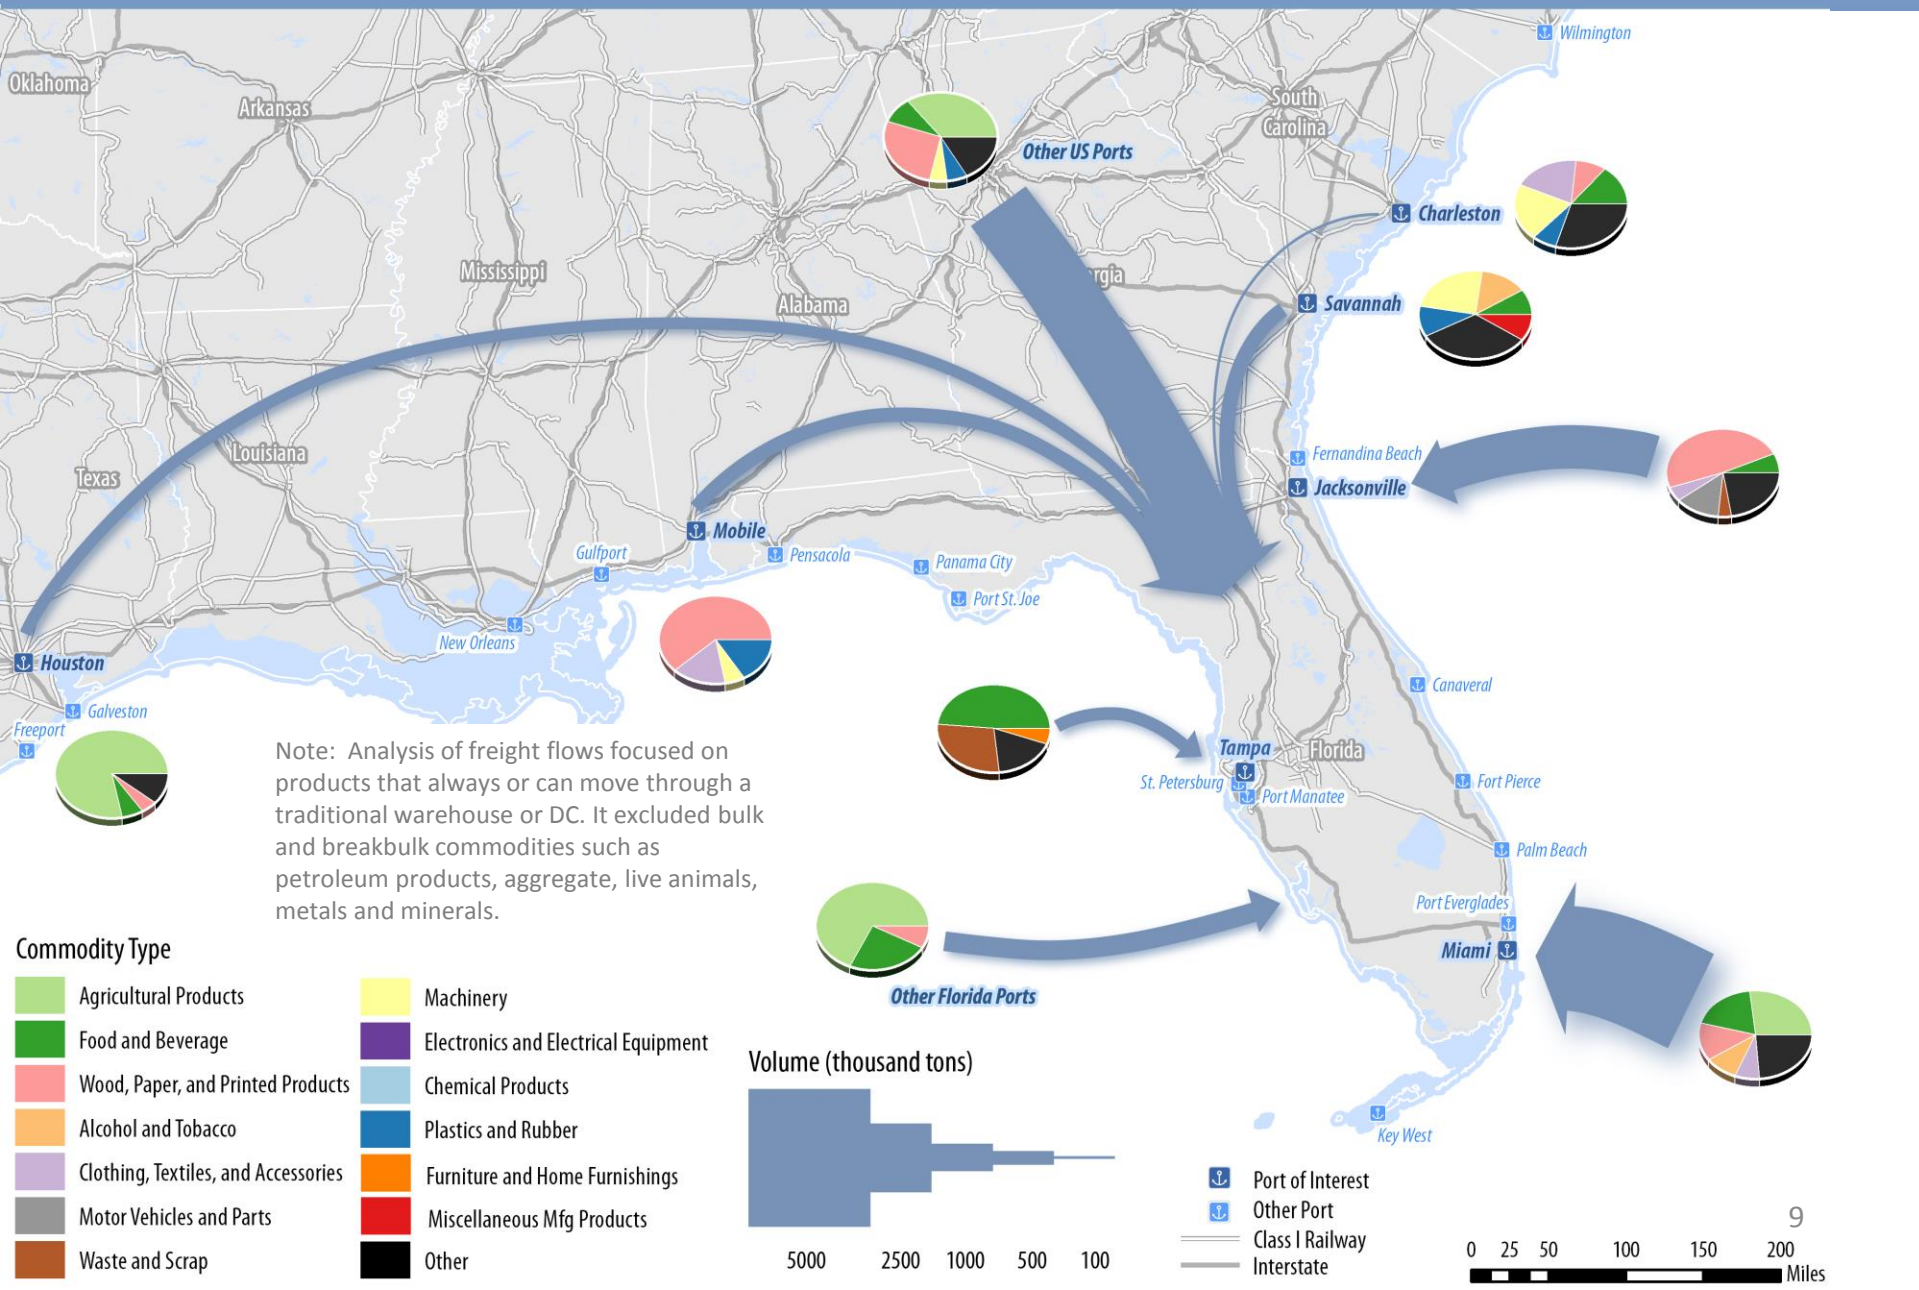 Wilmington
Oklahoma
Arkansas
South
Carolina
Other US Ports
Charleston
Mississippi
rgia
Alabama
Savannah
Louisiana
Texas
Fernandina Beach
Jacksonville
Mobile
Gulfport
Pensacola
Panama City
Port St. Joe
New Orleans
Houston
Canaveral
Galveston
Freeport
Tampa
Florida
St. Petersburg
Port Manatee
Fort Pierce
Note: Analysis of freight flows focused on
products that always or can move through a
traditional warehouse or DC. It excluded bulk
and breakbulk commodities such as
petroleum products, aggregate, live animals,
metals and minerals.
Palm Beach
Port Everglades
Miami
Other Florida Ports
Key West
Commodity Type
Agricultural Products
Food and Beverage
Wood, Paper, and Printed Products
Alcohol and Tobacco
Clothing, Textiles, and Accessories
Motor Vehicles and Parts
Waste and Scrap
Machinery
Electronics and Electrical Equipment
Chemical Products
Plastics and Rubber
Furniture and Home Furnishings
Miscellaneous Mfg Products
Other
Volume (thousand tons)
5000 2500 1000 500 100
Port of Interest
Other Port
Class I Railway
Interstate
9
0 25 50 100 150 200
Miles